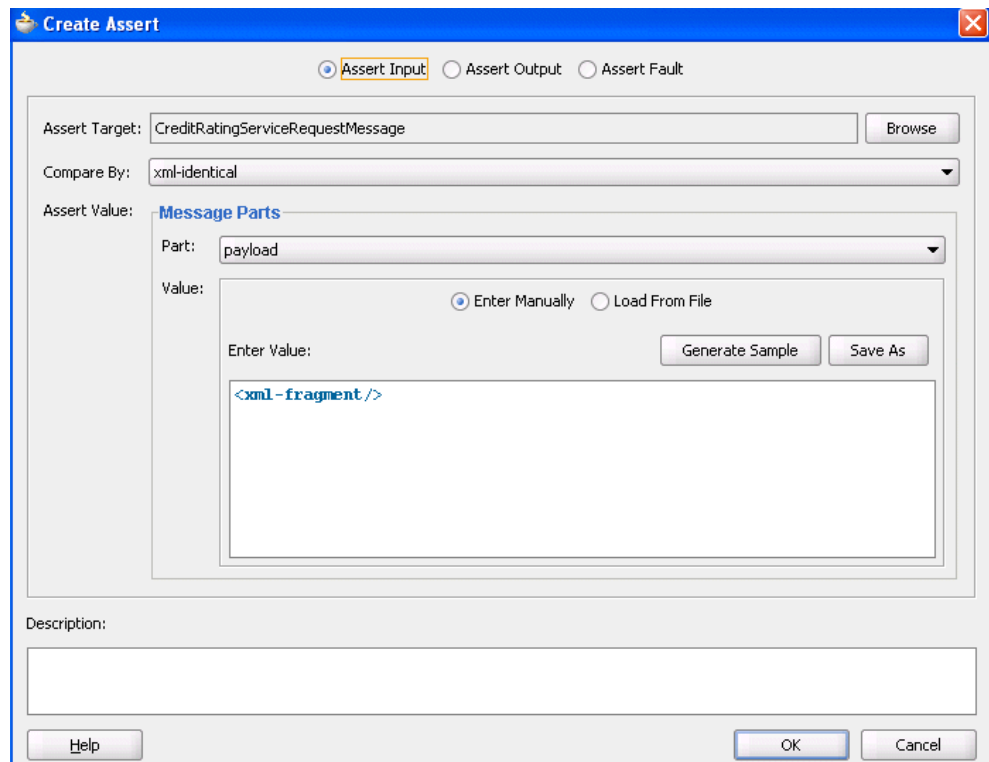 Create Assert
Assert Input Assert Output Assert Fault
Assert Target: CreditRatingServiceRequestMessage Browse
Compare By: xml-identical
Assert Value: Message Parts
Part: payload
Value: Enter Manually Load From File
Enter Value: Generate Sample Save As
<xml-fragment/>
Description:
Help OK Cancel